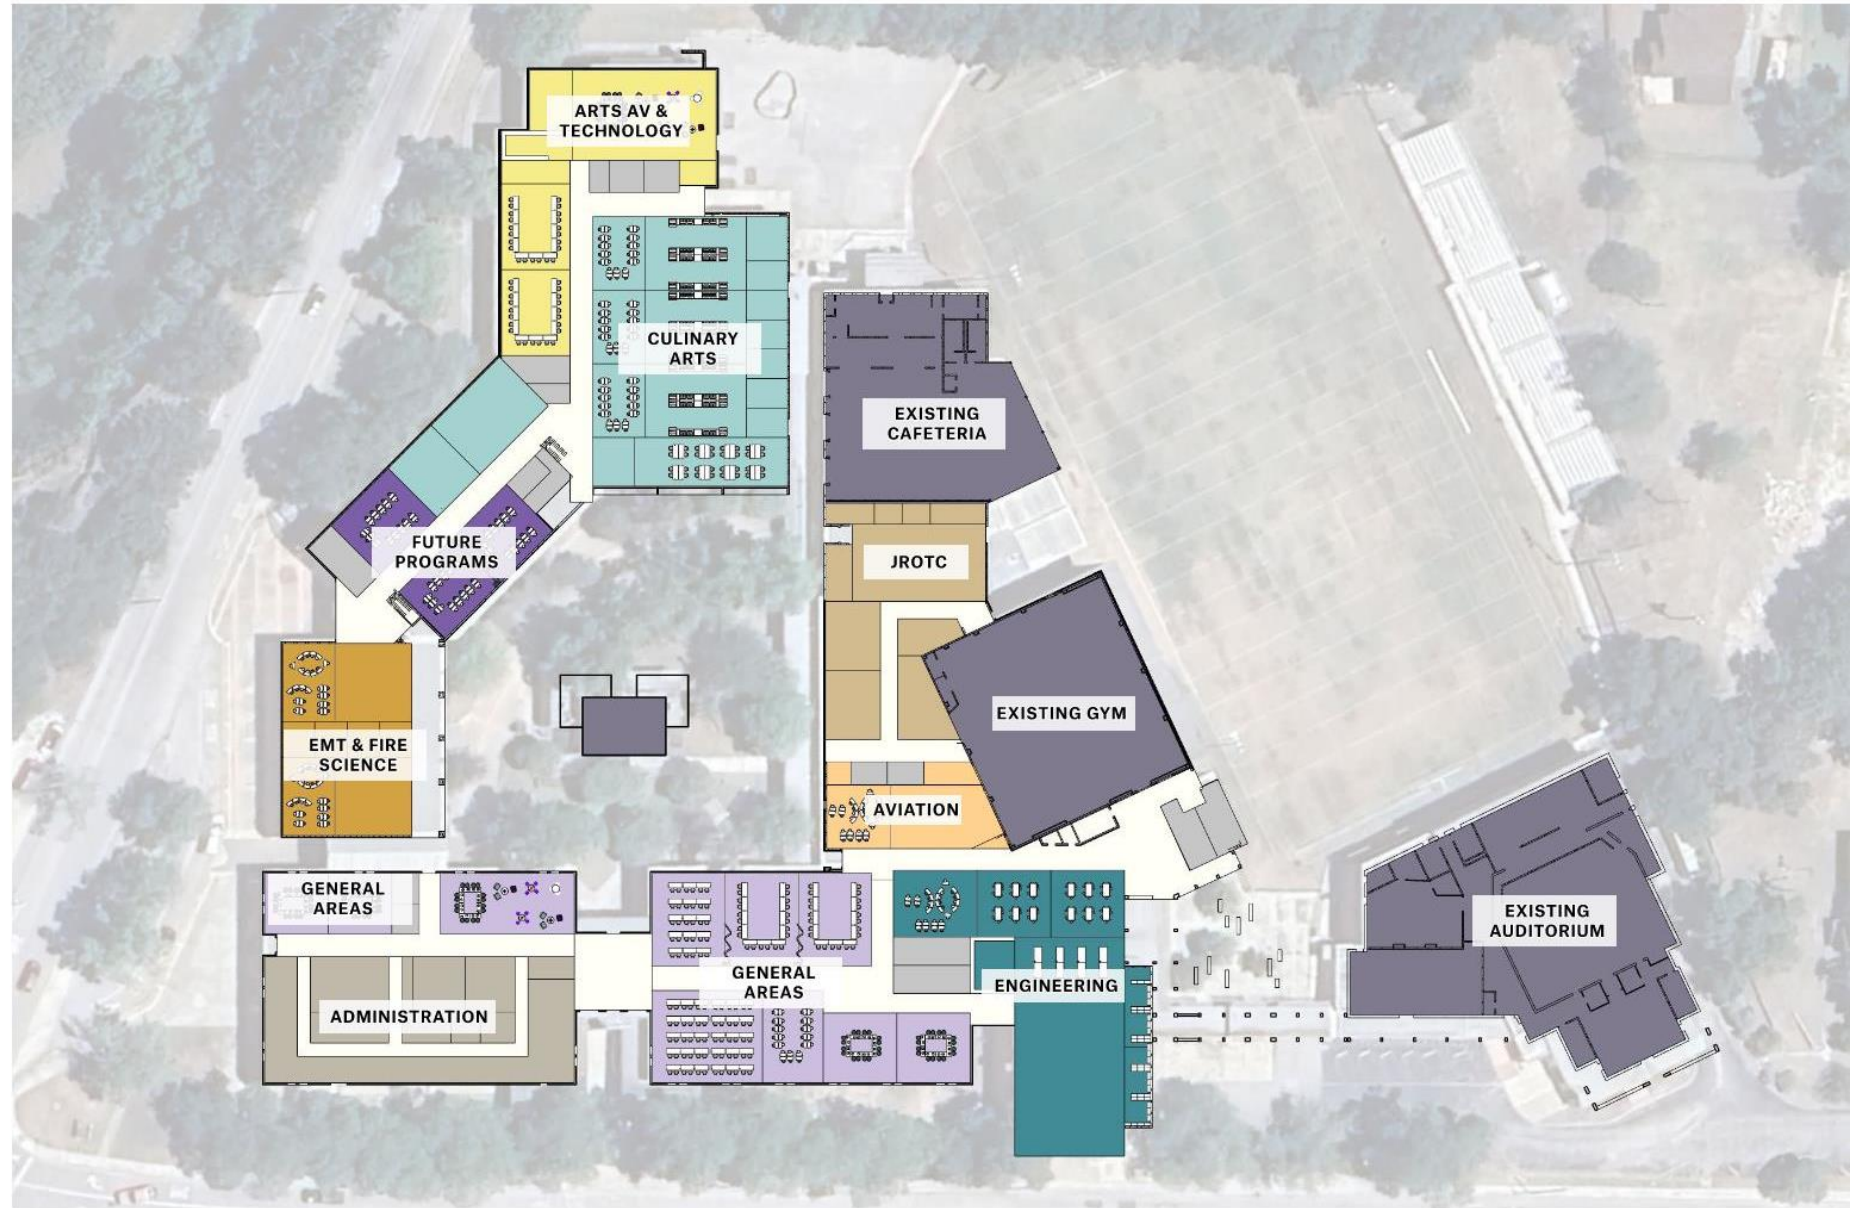 ARTS AV &
TECHNOLOGY
CULINARY
ARTS
EXISTING
CAFETERIA
FUTURE
PROGRAMS
JROTC
EXISTING GYM
EMT & FIRE
SCIENCE
AVIATION
GENERAL
AREAS
EXISTING
AUDITORIUM
GENERAL
AREAS
ENGINEERING
ADMINISTRATION